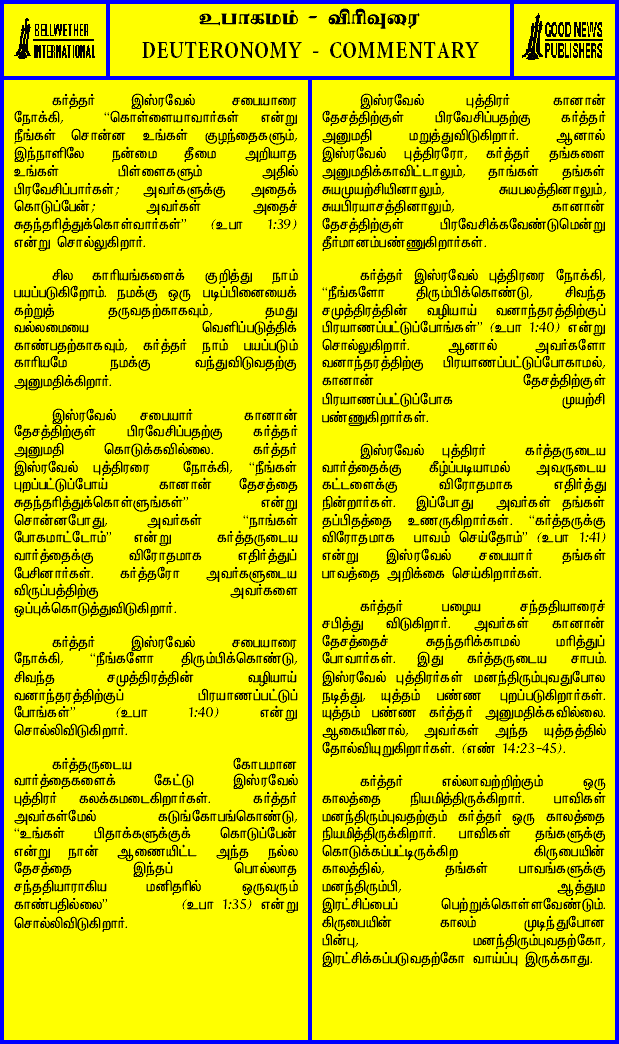 BELLWETHER
INTERNATIONAL
உபாகமம் - விரிவுரை
DEUTERONOMY - COMMENTARY
GOOD NEWS
PUBLISHERS
கர்த்தர் இஸ்ரவேல் சபையாரை
நோக்கி, “கொள்ளையாவார்கள் என்று
நீங்கள் சொன்ன உங்கள் குழந்தைகளும்,
இந்நாளிலே நன்மை தீமை அறியாத
உங்கள் பிள்ளைகளும் அதில்
பிரவேசிப்பார்கள்; அவர்களுக்கு அதைக்
கொடுப்பேன்; அவர்கள் அதைச்
சுதந்தரித்துக்கொள்வார்கள்” (உபா 1:39)
என்று சொல்லுகிறார்.
சில காரியங்களைக் குறித்து நாம்
பயப்படுகிறோம். நமக்கு ஒரு படிப்பினையைக்
கற்றுத் தருவதற்காகவும், தமது
வல்லமையை வெளிப்படுத்திக்
காண்பதற்காகவும், கர்த்தர் நாம் பயப்படும்
காரியமே நமக்கு வந்துவிடுவதற்கு
அனுமதிக்கிறார்.
இஸ்ரவேல் சபையார் கானான்
தேசத்திற்குள் பிரவேசிப்பதற்கு கர்த்தர்
அனுமதி கொடுக்கவில்லை. கர்த்தர்
இஸ்ரவேல் புத்திரரை நோக்கி, “நீங்கள்
புறப்பட்டுப்போய் கானான் தேசத்தை
சுதந்தரித்துக்கொள்ளுங்கள்” என்று
சொன்னபோது, அவர்கள் “நாங்கள்
போகமாட்டோம்” என்று கர்த்தருடைய
வார்த்தைக்கு விரோதமாக எதிர்த்துப்
பேசினார்கள். கர்த்தரோ அவர்களுடைய
விருப்பத்திற்கு அவர்களை
ஒப்புக்கொடுத்துவிடுகிறார்.
கர்த்தர் இஸ்ரவேல் சபையாரை
நோக்கி, “நீங்களோ திரும்பிக்கொண்டு,
சிவந்த சமுத்திரத்தின் வழியாய்
வனாந்தரத்திற்குப் பிரயாணப்பட்டுப்
போங்கள்” (உபா 1:40) என்று
சொல்லிவிடுகிறார்.
கர்த்தருடைய கோபமான
வார்த்தைகளைக் கேட்டு இஸ்ரவேல்
புத்திரர் கலக்கமடைகிறார்கள். கர்த்தர்
அவர்கள்மேல் கடுங்கோபங்கொண்டு,
“உங்கள் பிதாக்களுக்குக் கொடுப்பேன்
என்று நான் ஆணையிட்ட அந்த நல்ல
தேசத்தை இந்தப் பொல்லாத
சந்ததியாராகிய மனிதரில் ஒருவரும்
காண்பதில்லை” (உபா 1:35) என்று
சொல்லிவிடுகிறார்.
இஸ்ரவேல் புத்திரர் கானான்
தேசத்திற்குள் பிரவேசிப்பதற்கு கர்த்தர்
அனுமதி மறுத்துவிடுகிறார். ஆனால்
இஸ்ரவேல் புத்திரரோ, கர்த்தர் தங்களை
அனுமதிக்காவிட்டாலும், தாங்கள் தங்கள்
சுயமுயற்சியினாலும், சுயபலத்தினாலும்,
சுயபிரயாசத்தினாலும், கானான்
தேசத்திற்குள் பிரவேசிக்கவேண்டுமென்று
தீர்மானம்பண்ணுகிறார்கள்.
கர்த்தர் இஸ்ரவேல் புத்திரரை நோக்கி,
“நீங்களோ திரும்பிக்கொண்டு, சிவந்த
சமுத்திரத்தின் வழியாய் வனாந்தரத்திற்குப்
பிரயாணப்பட்டுப்போங்கள்” (உபா 1:40) என்று
சொல்லுகிறார். ஆனால் அவர்களோ
வனாந்தரத்திற்கு பிரயாணப்பட்டுப்போகாமல்,
கானான் தேசத்திற்குள்
பிரயாணப்பட்டுப்போக முயற்சி
பண்ணுகிறார்கள்.
இஸ்ரவேல் புத்திரர் கர்த்தருடைய
வார்த்தைக்கு கீழ்ப்படியாமல் அவருடைய
கட்டளைக்கு விரோதமாக எதிர்த்து
நின்றார்கள். இப்போது அவர்கள் தங்கள்
தப்பிதத்தை உணருகிறார்கள். “கர்த்தருக்கு
விரோதமாக பாவம் செய்தோம்” (உபா 1:41)
என்று இஸ்ரவேல் சபையார் தங்கள்
பாவத்தை அறிக்கை செய்கிறார்கள்.
கர்த்தர் பழைய சந்ததியாரைச்
சபித்து விடுகிறார். அவர்கள் கானான்
தேசத்தைச் சுதந்தரிக்காமல் மரித்துப்
போவார்கள். இது கர்த்தருடைய சாபம்.
இஸ்ரவேல் புத்திரர்கள் மனந்திரும்புவதுபோல
நடித்து, யுத்தம் பண்ண புறப்படுகிறார்கள்.
யுத்தம் பண்ண கர்த்தர் அனுமதிக்கவில்லை.
ஆகையினால், அவர்கள் அந்த யுத்தத்தில்
தோல்வியுறுகிறார்கள். (எண் 14:23-45).
கர்த்தர் எல்லாவற்றிற்கும் ஒரு
காலத்தை நியமித்திருக்கிறார். பாவிகள்
மனந்திரும்புவதற்கும் கர்த்தர் ஒரு காலத்தை
நியமித்திருக்கிறார். பாவிகள் தங்களுக்கு
கொடுக்கப்பட்டிருக்கிற கிருபையின்
காலத்தில், தங்கள் பாவங்களுக்கு
மனந்திரும்பி, ஆத்தும
இரட்சிப்பைப் பெற்றுக்கொள்ளவேண்டும்.
கிருபையின் காலம் முடிந்துபோன
பின்பு, மனந்திரும்புவதற்கோ,
இரட்சிக்கப்படுவதற்கோ வாய்ப்பு இருக்காது.